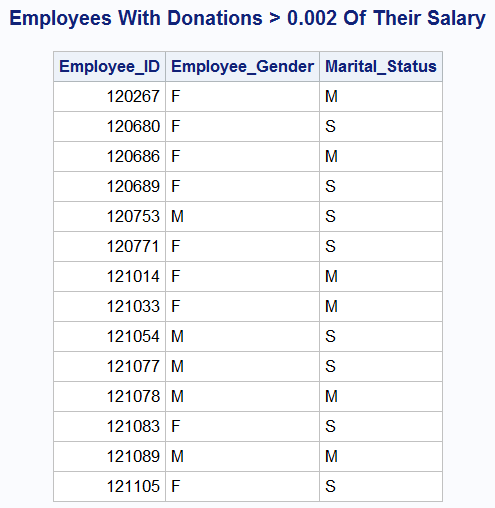 Employees With Donations > 0.002 Of Their Salary
Employee_ID Employee_Gender Marital_Status
120267 F M
120680 F S
120686 F M
120689 F S
120753 M S
120771 F S
121014 F M
121033 F M
121054 M S
121077 M S
121078 M M
121083 F S
121089 M M
121105 F S